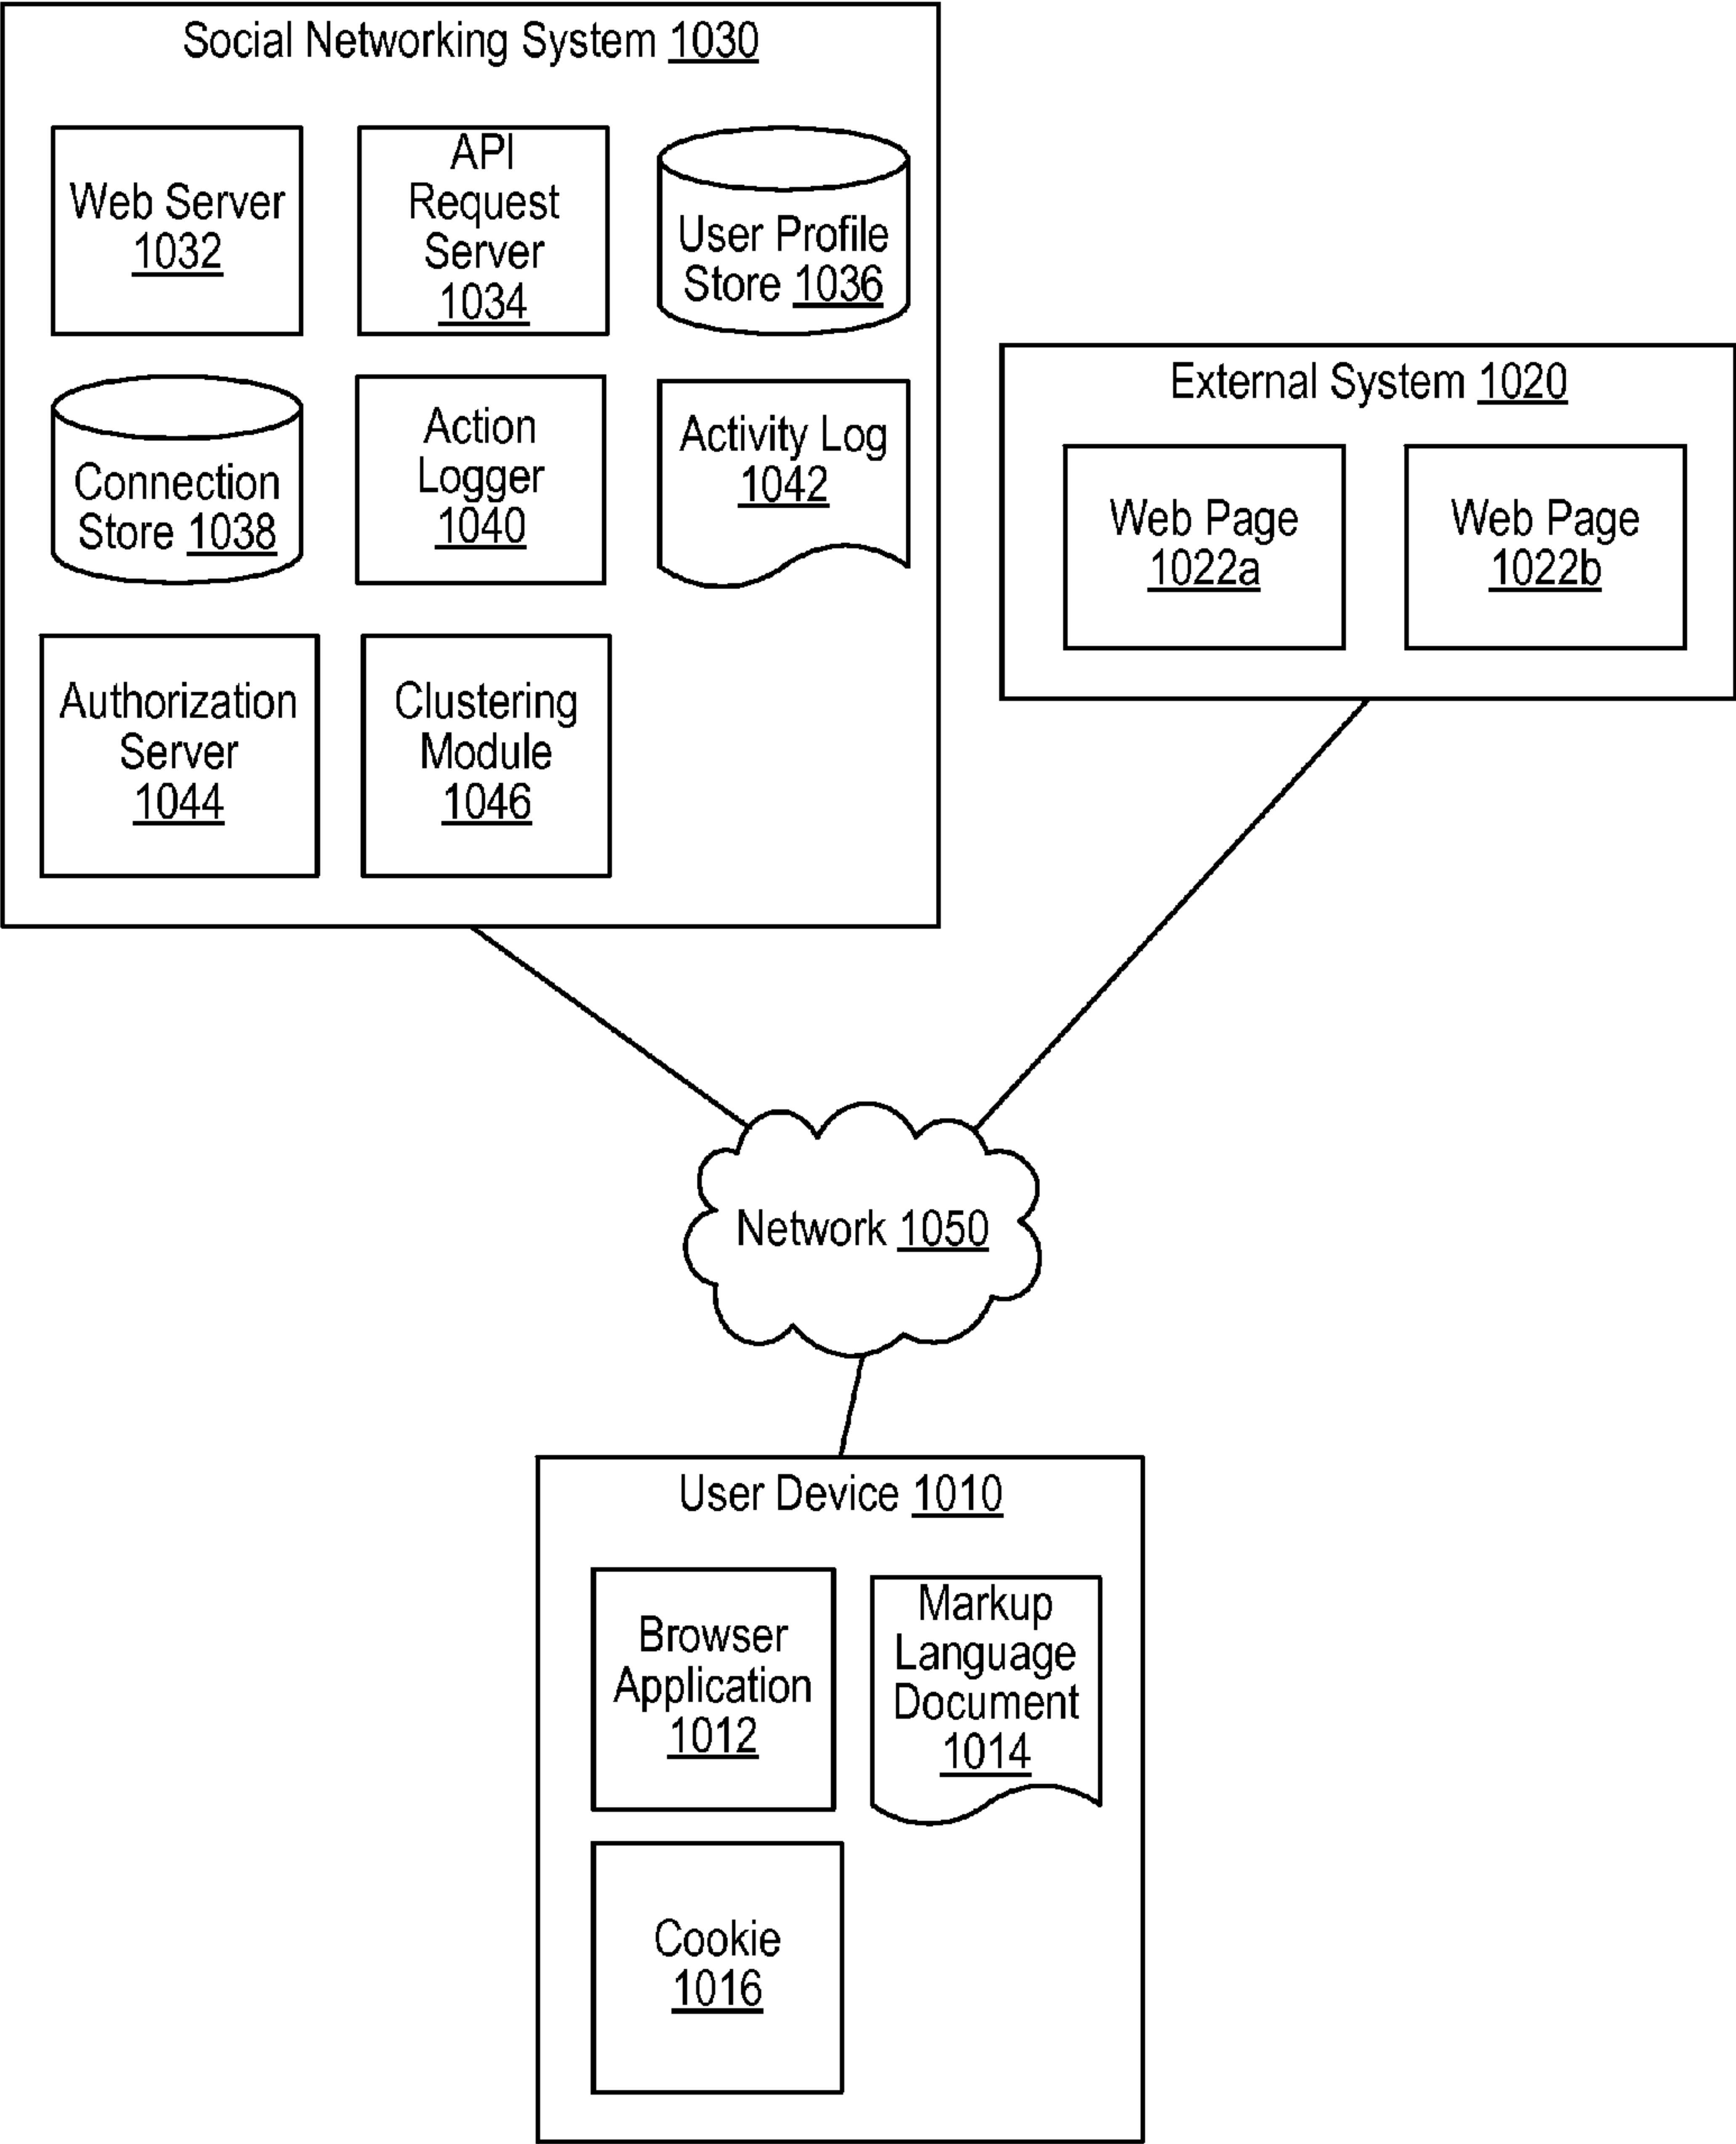 Social Networking System 1030
Web Server
1032
API
Request
Server
1034
User Profile
Store 1036
Connection
Store 1038
Action
Logger
1040
Activity Log
1042
Authorization
Server
1044
Clustering
Module
1046
External System 1020
Web Page
1022a
Web Page
1022b
Network 1050
User Device 1010
Browser
Application
1012
Markup
Language
Document
1014
Cookie
1016